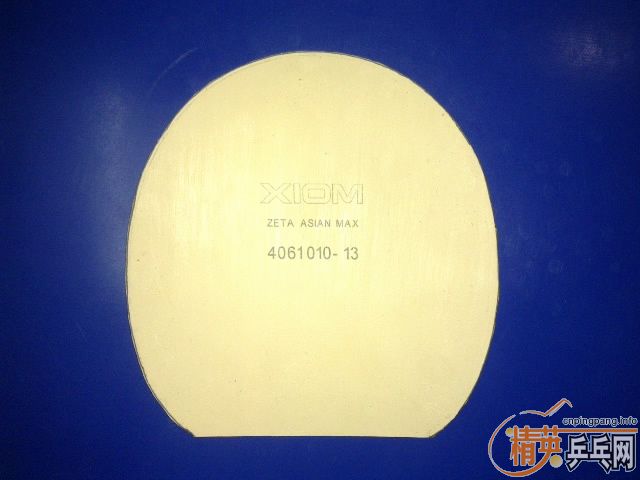 XIOM
ZETA ASIAN MAX
4061010-13
cnpingpang.info
精英乒乓网